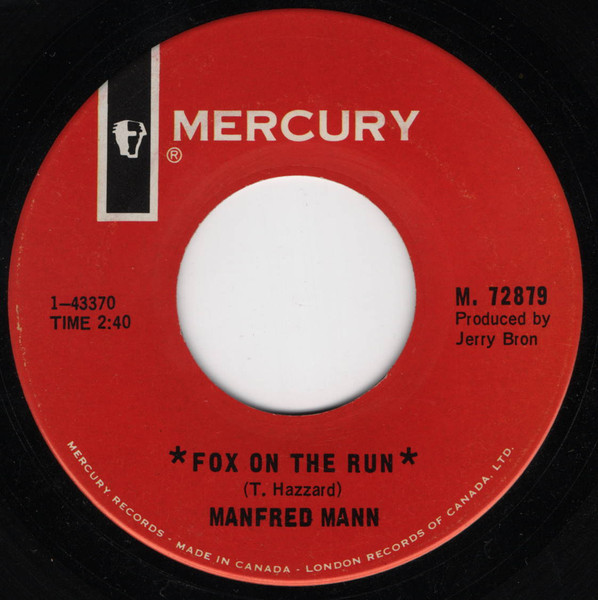 MERCURY
®
1-43370
TIME 2:40
M. 72879
Produced by
Jerry Bron
*FOX ON THE RUN*
(T. Hazzard)
MANFRED MANN
MERCURY RECORDS - MADE IN CANADA - LONDON RECORDS OF CANADA, LTD.